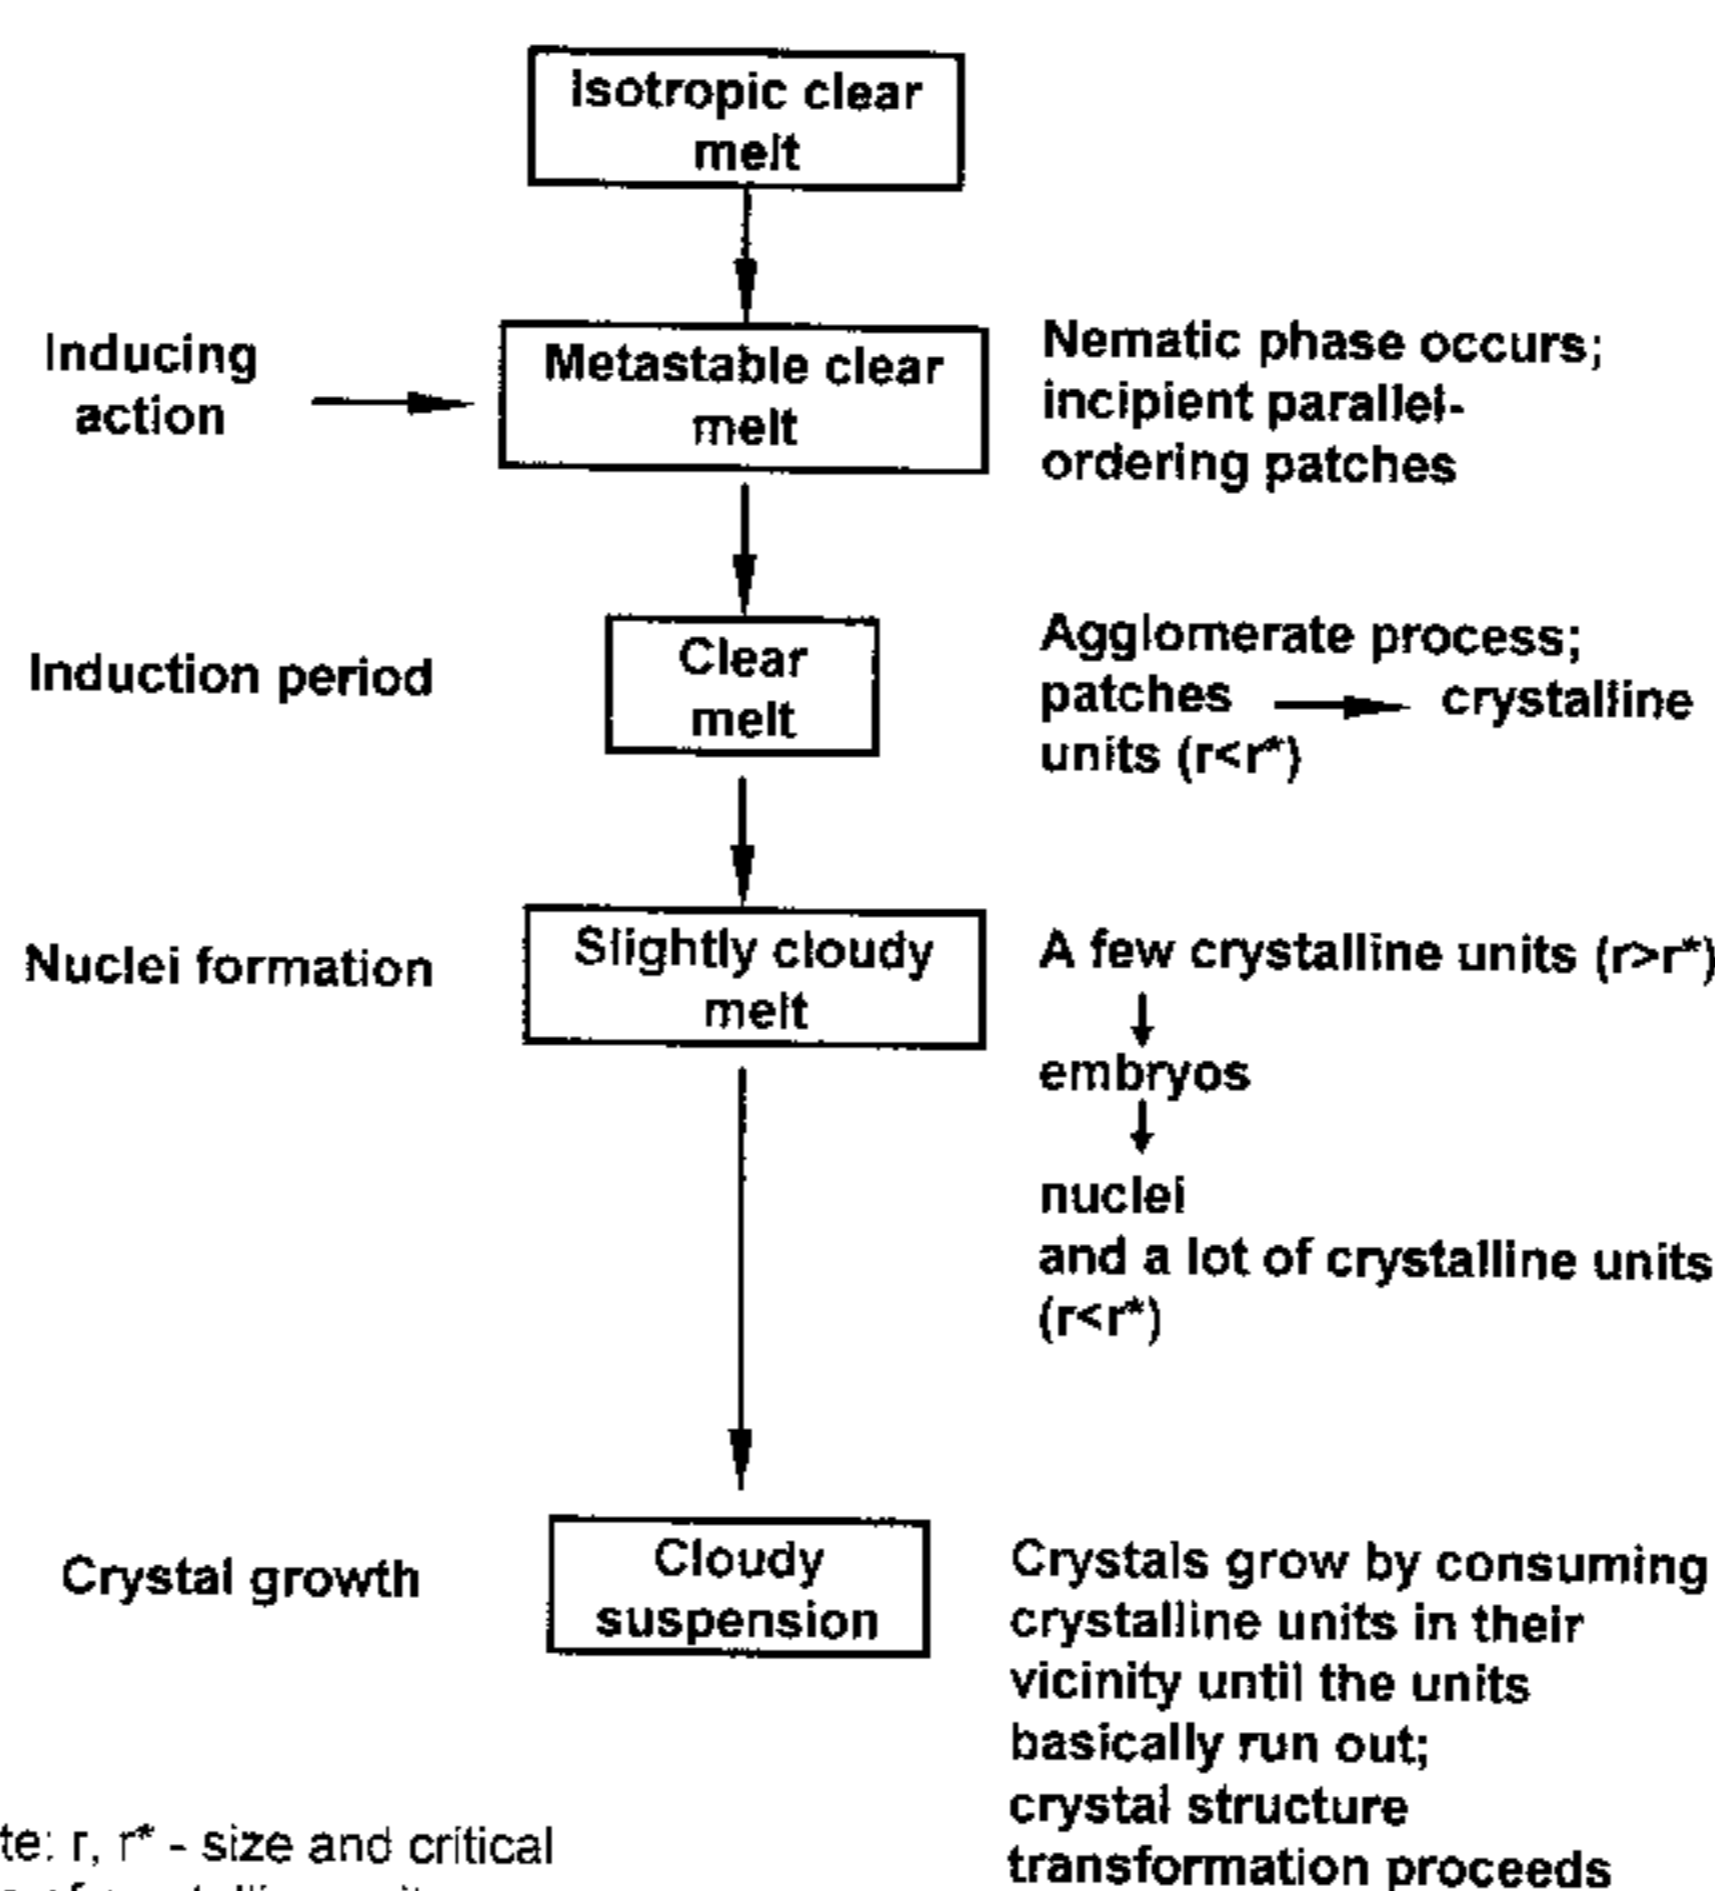 Isotropic clear
melt
Inducing
action
Metastable clear
melt
Nematic phase occurs;
incipient parallel-
ordering patches
Induction period
Clear
melt
Agglomerate process;
patches crystalline
units (r<r*)
Nuclei formation
Slightly cloudy
melt
A few crystalline units (r>r*)
embryos
nuclei
and a lot of crystalline units
(r<r*)
Crystal growth
Cloudy
suspension
Crystals grow by consuming
crystalline units in their
vicinity until the units
basically run out;
crystal structure
transformation proceeds
te: r, r* - size and critical